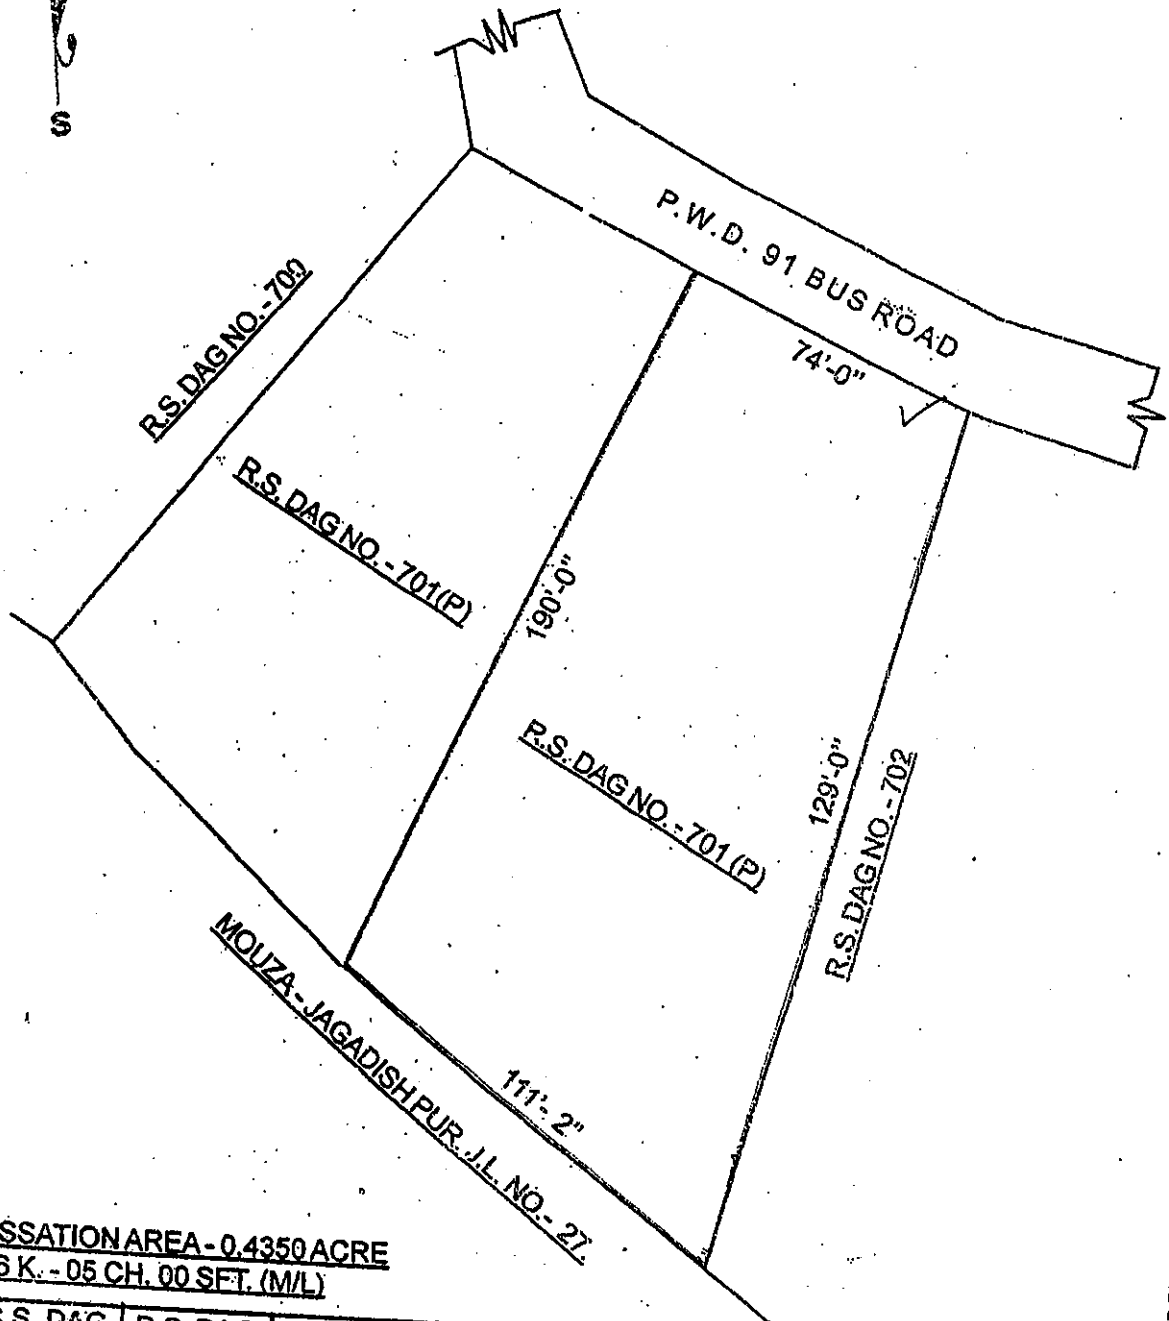 S
P.W.D. 91 BUS ROAD
74'-0"
R.S. DAG NO. - 700
R.S. DAG NO. - 701(P)
190'-0"
R.S. DAG NO. - 701 (P)
129'-0"
R.S. DAG NO. - 702
MOUZA - JAGADISHPUR. J.L. NO. - 27.
111'- 2"
SSATION AREA - 0.4350 ACRE
6 K. - 05 CH. 00 SFT. (M/L)